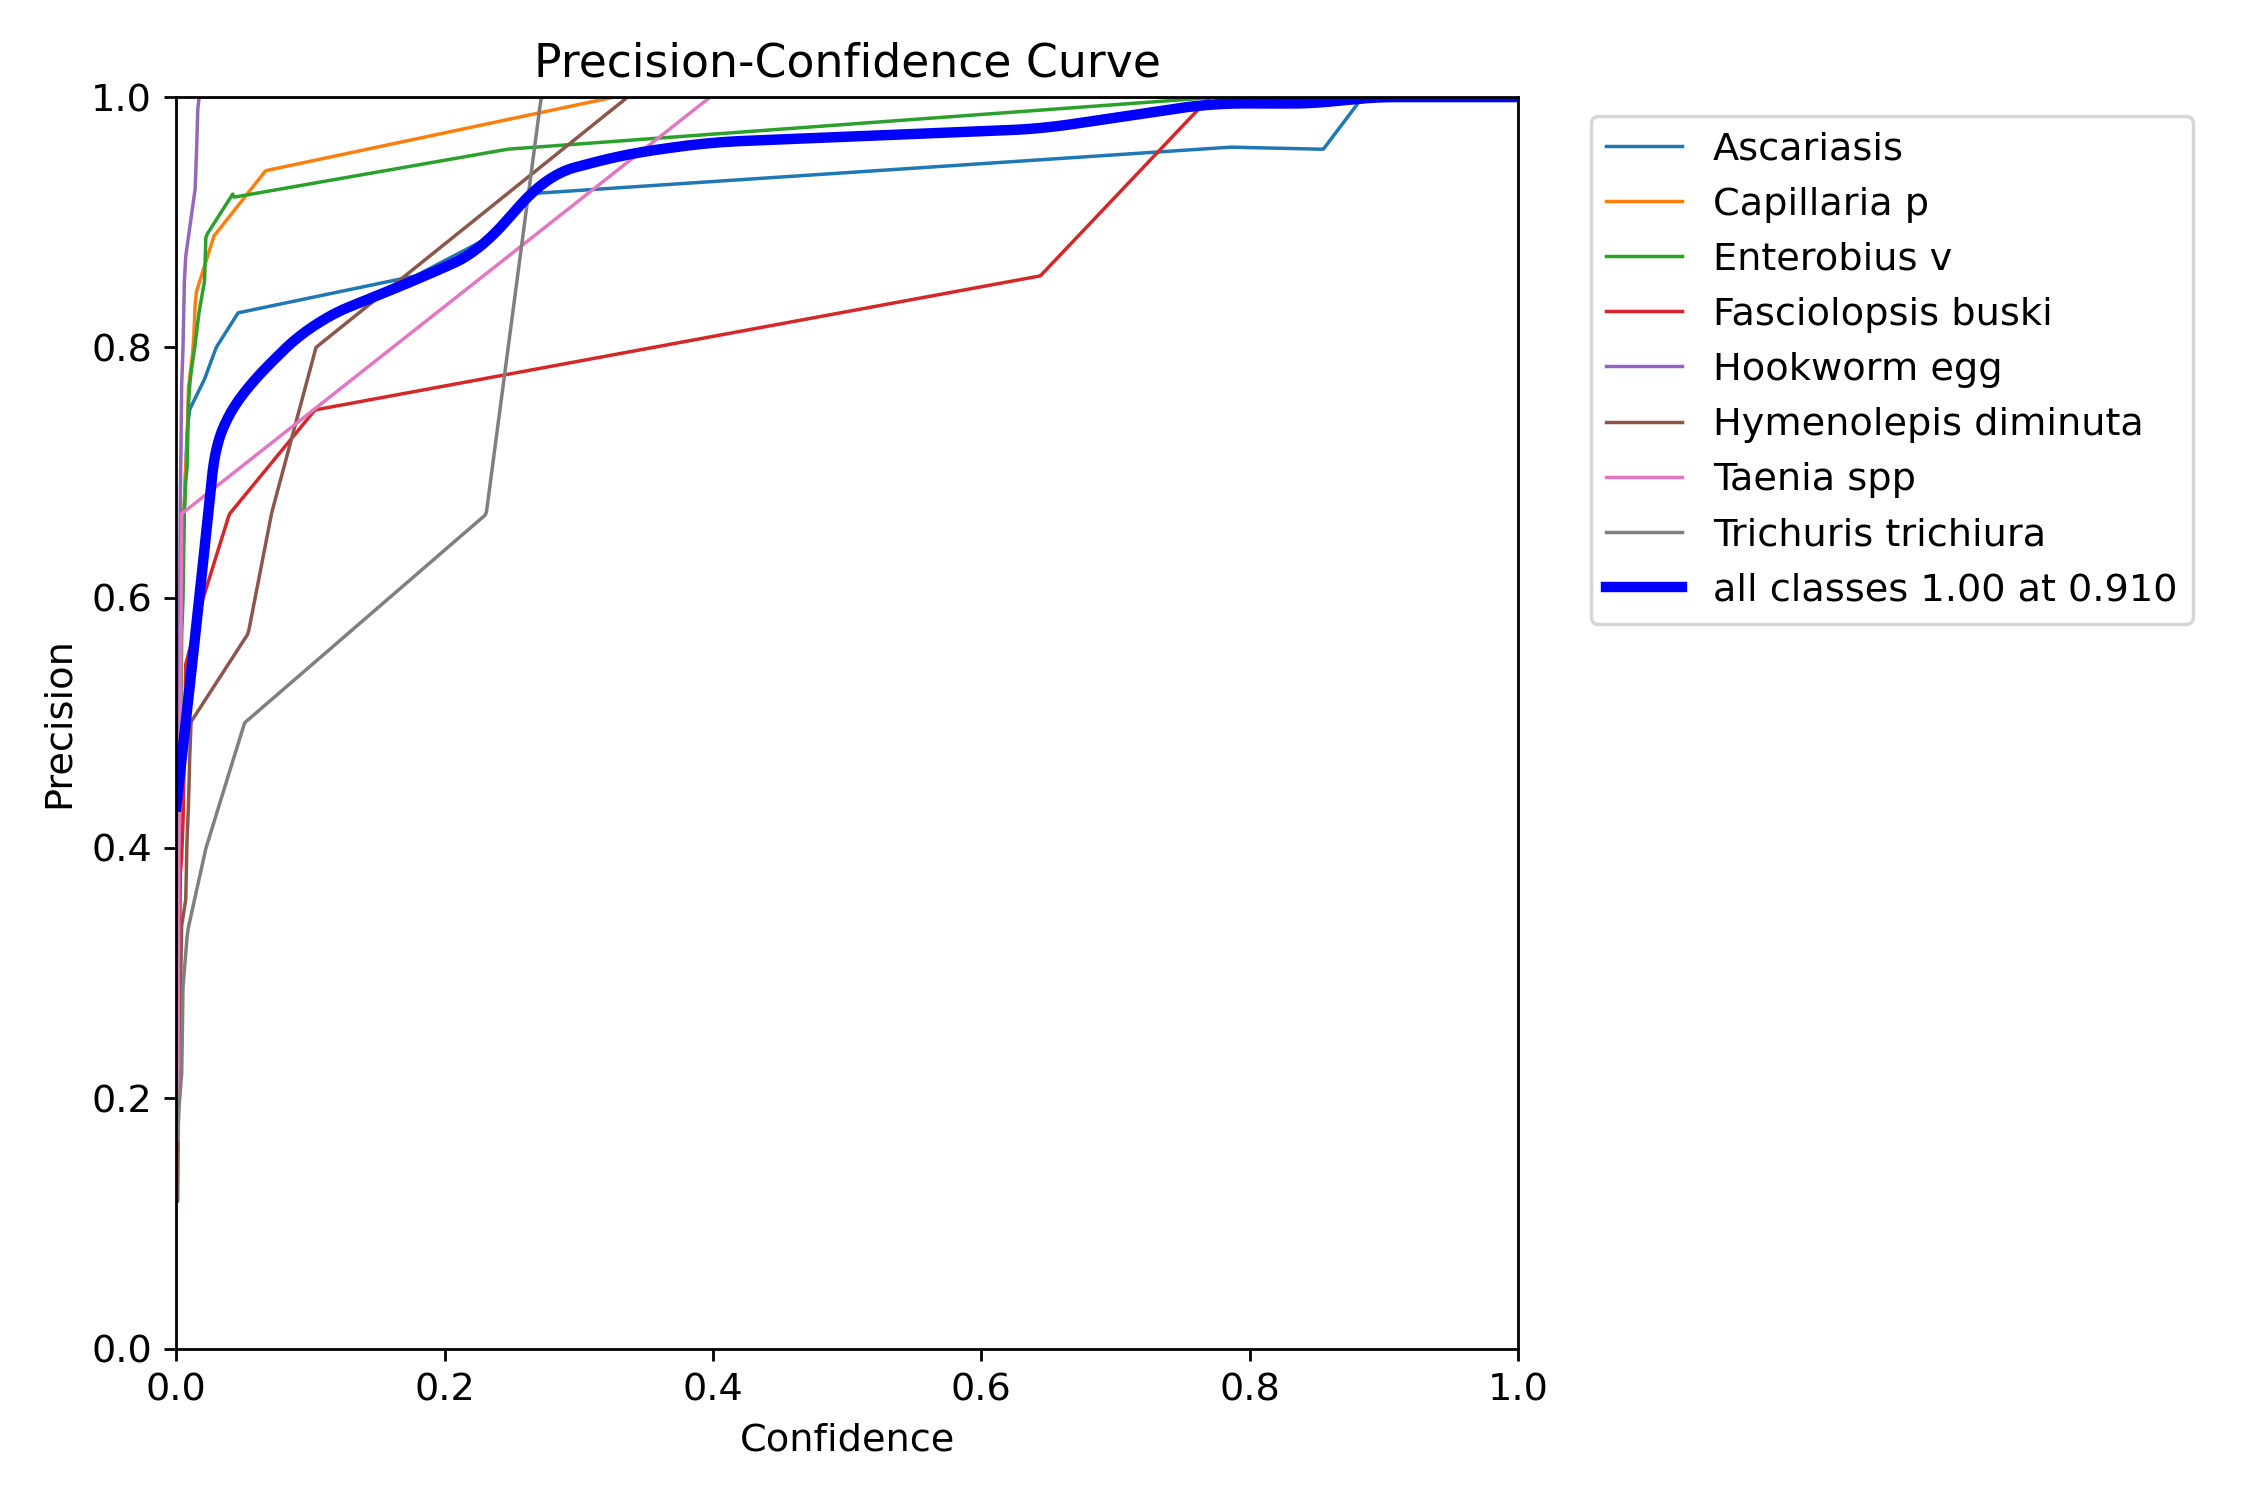 Precision-Confidence Curve
1.0
0.8
0.6
0.4
0.2
0.0
Precision
0.0 0.2 0.4 0.6 0.8 1.0
Confidence
Ascariasis
Capillaria p
Enterobius v
Fasciolopsis buski
Hookworm egg
Hymenolepis diminuta
Taenia spp
Trichuris trichiura
all classes 1.00 at 0.910